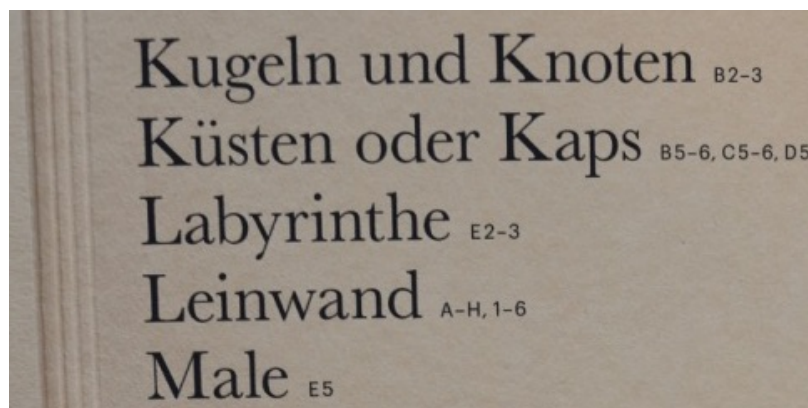 Kugeln und Knoten B2–3
Küsten oder Kaps B5–6, C5–6, D5
Labyrinthe E2–3
Leinwand A–H, 1–6
Male E5